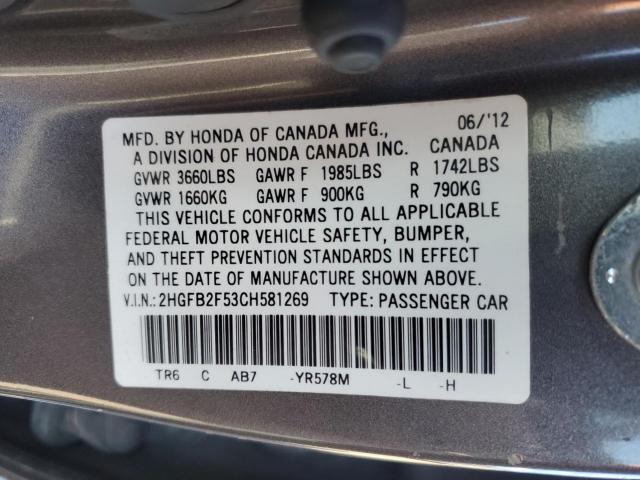 MFD. BY HONDA OF CANADA MFG., 06/'12
A DIVISION OF HONDA CANADA INC. CANADA
GVWR 3660LBS GAWR F 1985LBS R 1742LBS
GVWR 1660KG GAWR F 900KG R 790KG
THIS VEHICLE CONFORMS TO ALL APPLICABLE
FEDERAL MOTOR VEHICLE SAFETY, BUMPER,
AND THEFT PREVENTION STANDARDS IN EFFECT
ON THE DATE OF MANUFACTURE SHOWN ABOVE.
V.I.N.: 2HGFB2F53CH581269 TYPE: PASSENGER CAR
TR6 C AB7 -YR578M -L -H